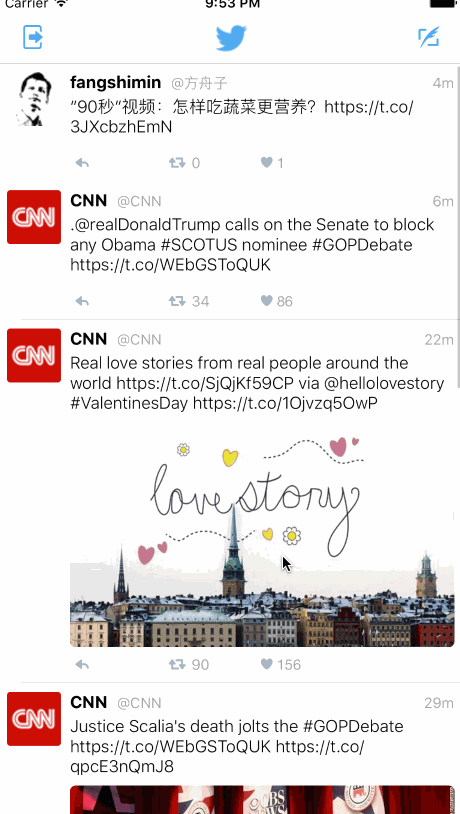 Carrier
9:53 PM
fangshimin @方舟子 4m
"90秒"视频：怎样吃蔬菜更营养？https://t.co/
3JXcbzhEmN
0 1
CNN
CNN @CNN 6m
.@realDonaldTrump calls on the Senate to block
any Obama #SCOTUS nominee #GOPDebate
https://t.co/WEbGSToQUK
34 86
CNN
CNN @CNN 22m
Real love stories from real people around the
world https://t.co/SjQjKf59CP via @hellolovestory
#ValentinesDay https://t.co/1Ojvzq5OwP
love story
90 156
CNN
CNN @CNN 29m
Justice Scalia's death jolts the #GOPDebate
https://t.co/WEbGSToQUK https://t.co/
qpcE3nQmJ8
CBS